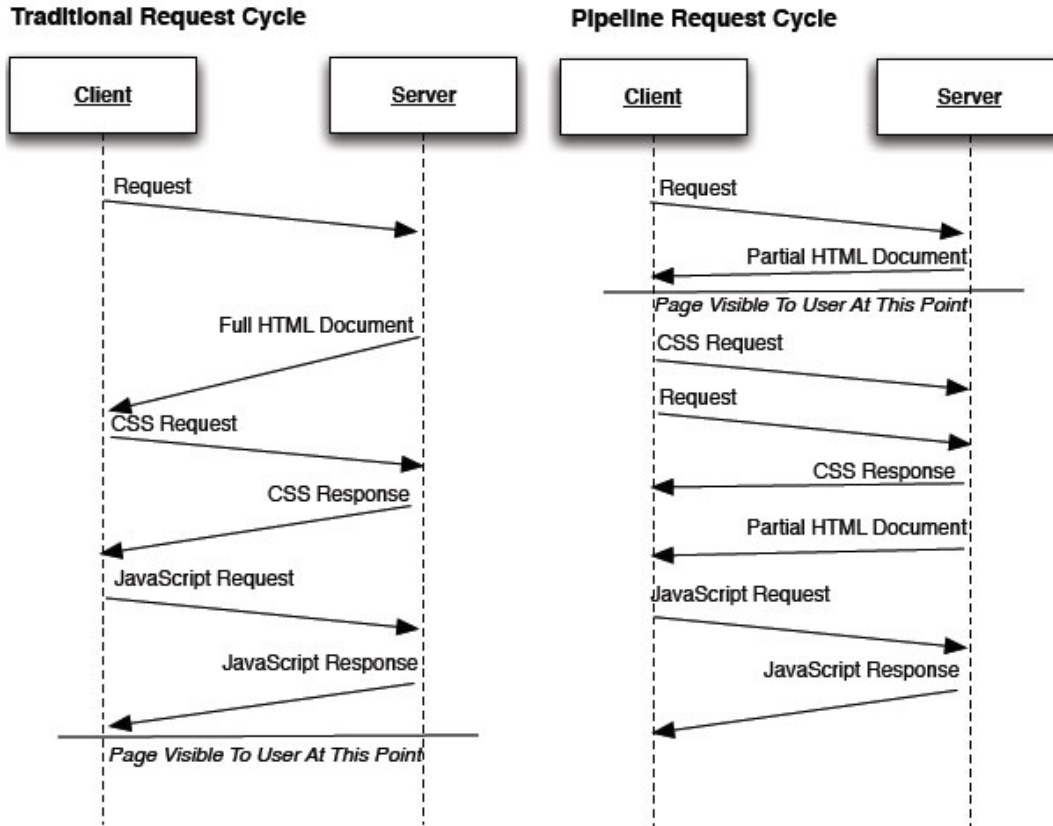 Traditional Request Cycle
Client
Server
Request
Full HTML Document
CSS Request
CSS Response
JavaScript Request
JavaScript Response
Page Visible To User At This Point
Pipeline Request Cycle
Client
Server
Request
Partial HTML Document
Page Visible To User At This Point
CSS Request
Request
CSS Response
Partial HTML Document
JavaScript Request
JavaScript Response